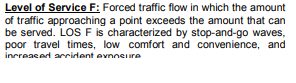 Level of Service F: Forced traffic flow in which the amount
of traffic approaching a point exceeds the amount that can
be served. LOS F is characterized by stop-and-go waves,
poor travel times, low comfort and convenience, and
increased accident exposure.